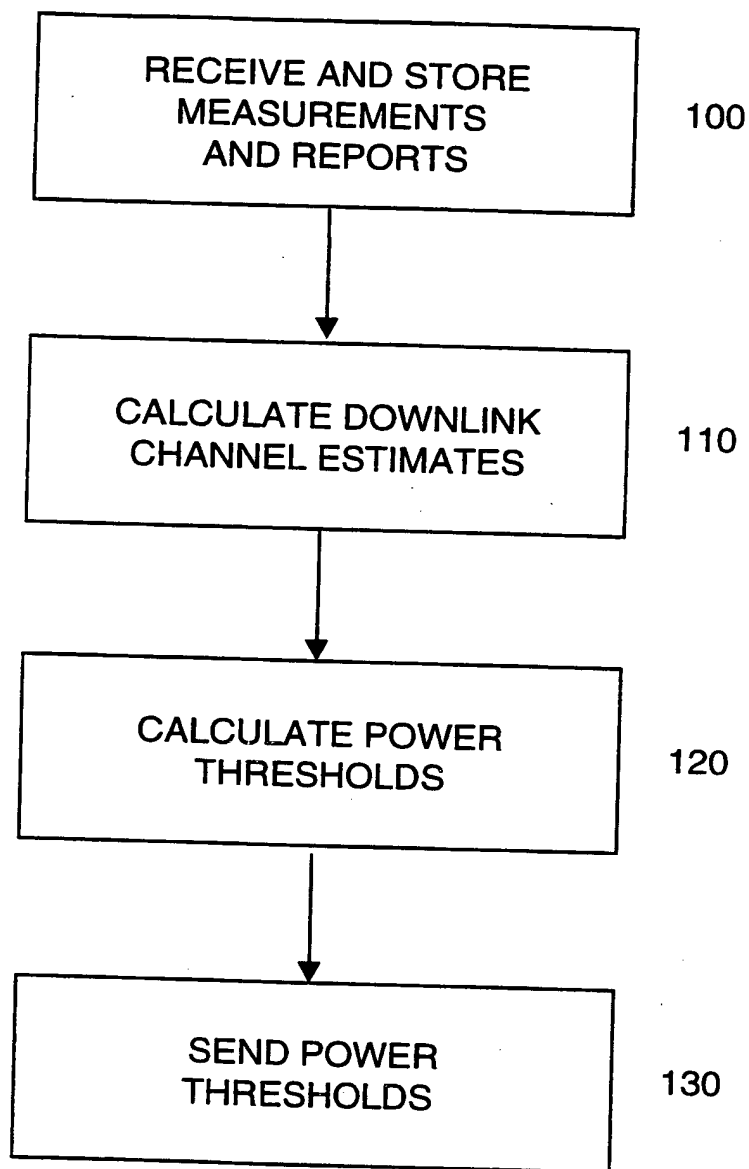 RECEIVE AND STORE
MEASUREMENTS
AND REPORTS
100
CALCULATE DOWNLINK
CHANNEL ESTIMATES
110
CALCULATE POWER
THRESHOLDS
120
SEND POWER
THRESHOLDS
130